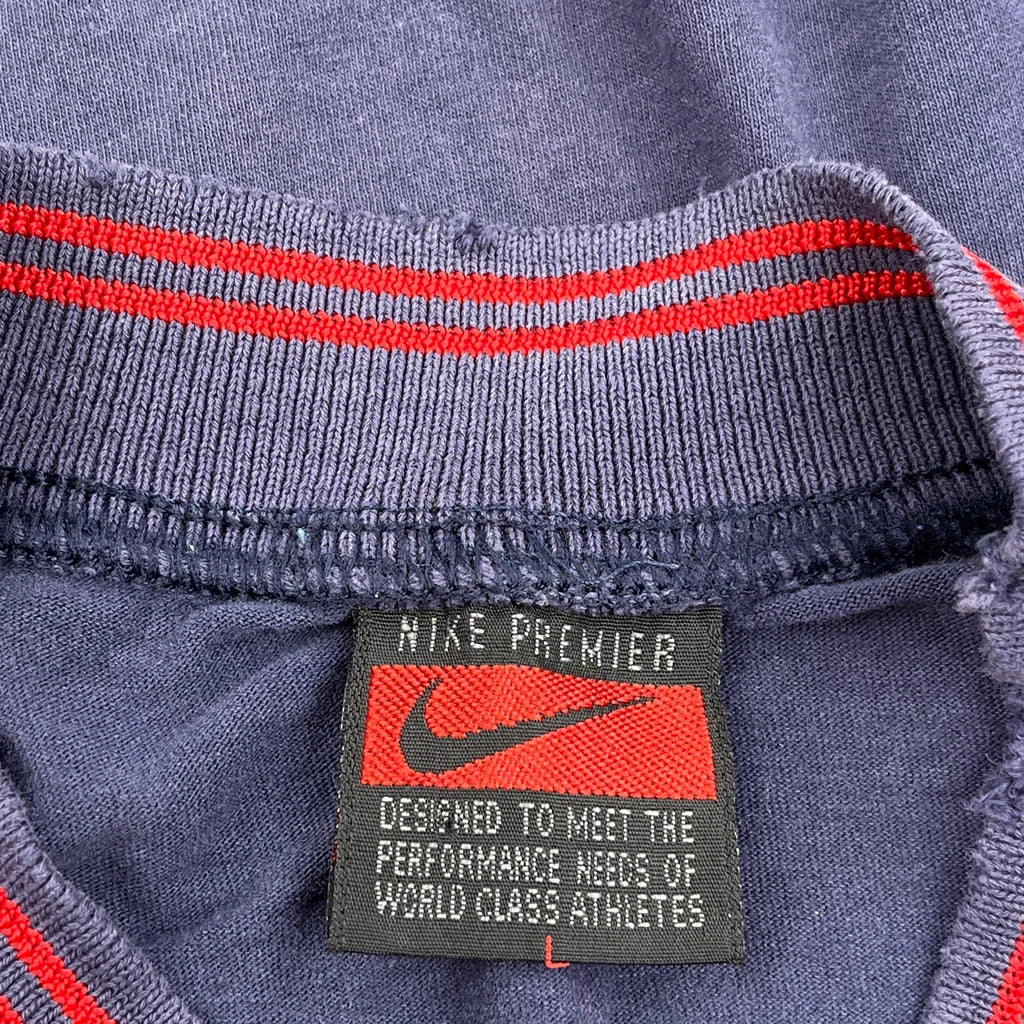 NIKE PREMIER
DESIGNED TO MEET THE
PERFORMANCE NEEDS OF
WORLD CLASS ATHLETES
L